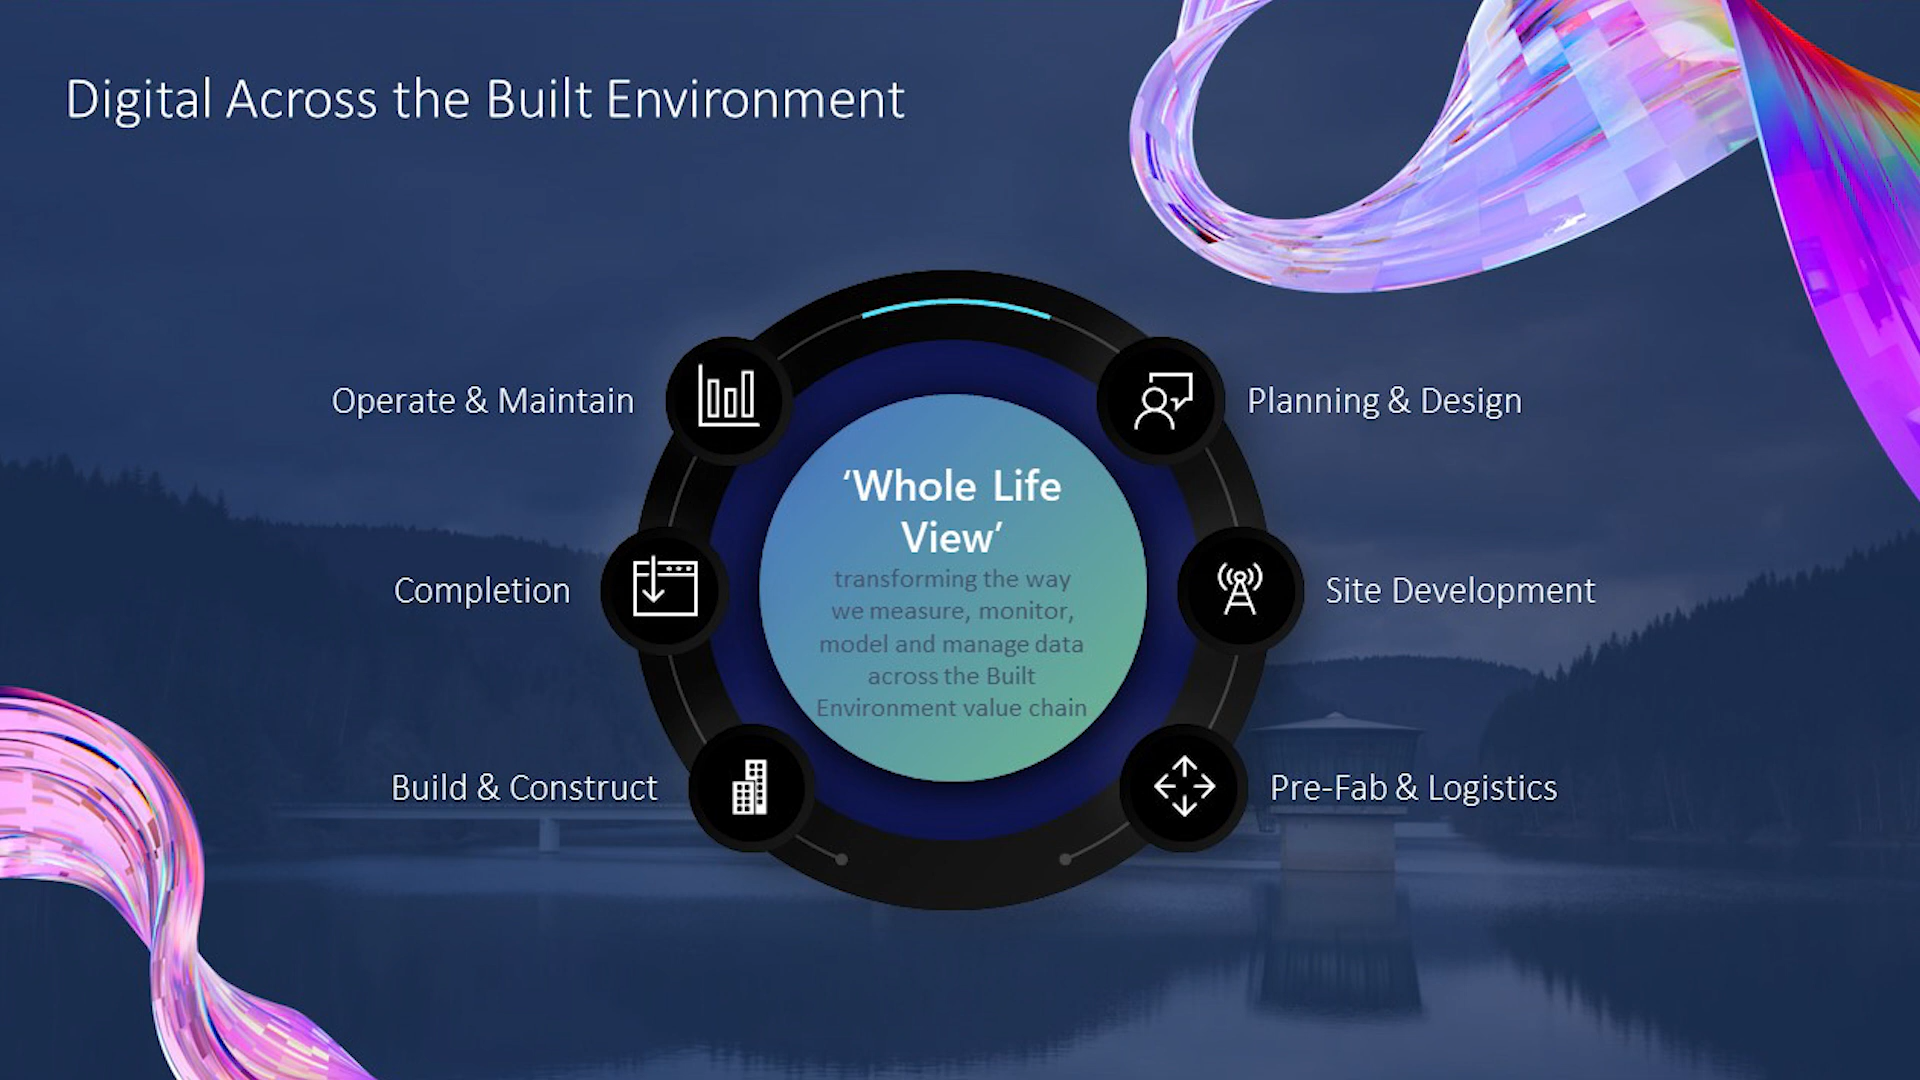 Digital Across the Built Environment
Operate & Maintain
Planning & Design
‘Whole Life
View’
transforming the way
we measure, monitor,
model and manage data
across the Built
Environment value chain
Completion
Site Development
Build & Construct
Pre-Fab & Logistics